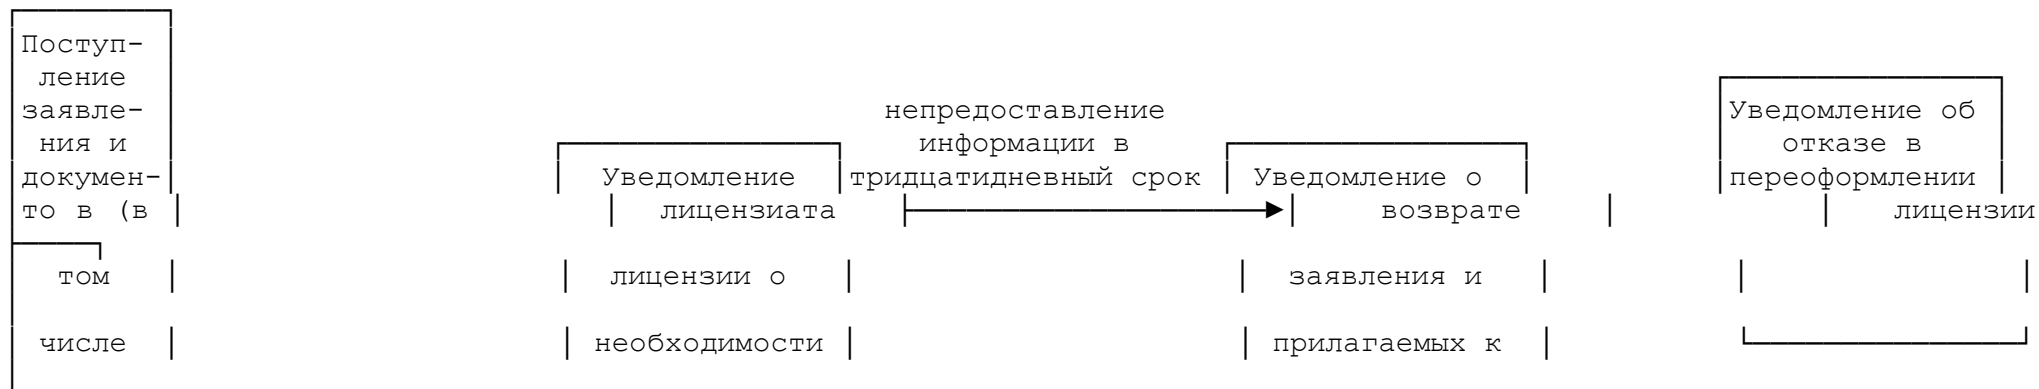 Поступ-
ление
заявле- непредоставление Уведомление об
ния и информации в отказе в
докумен- Уведомление тридцатидневный срок Уведомление о переоформлении
то в (в лицензиата возврате лицензии
том лицензии о заявления и
числе необходимости прилагаемых к